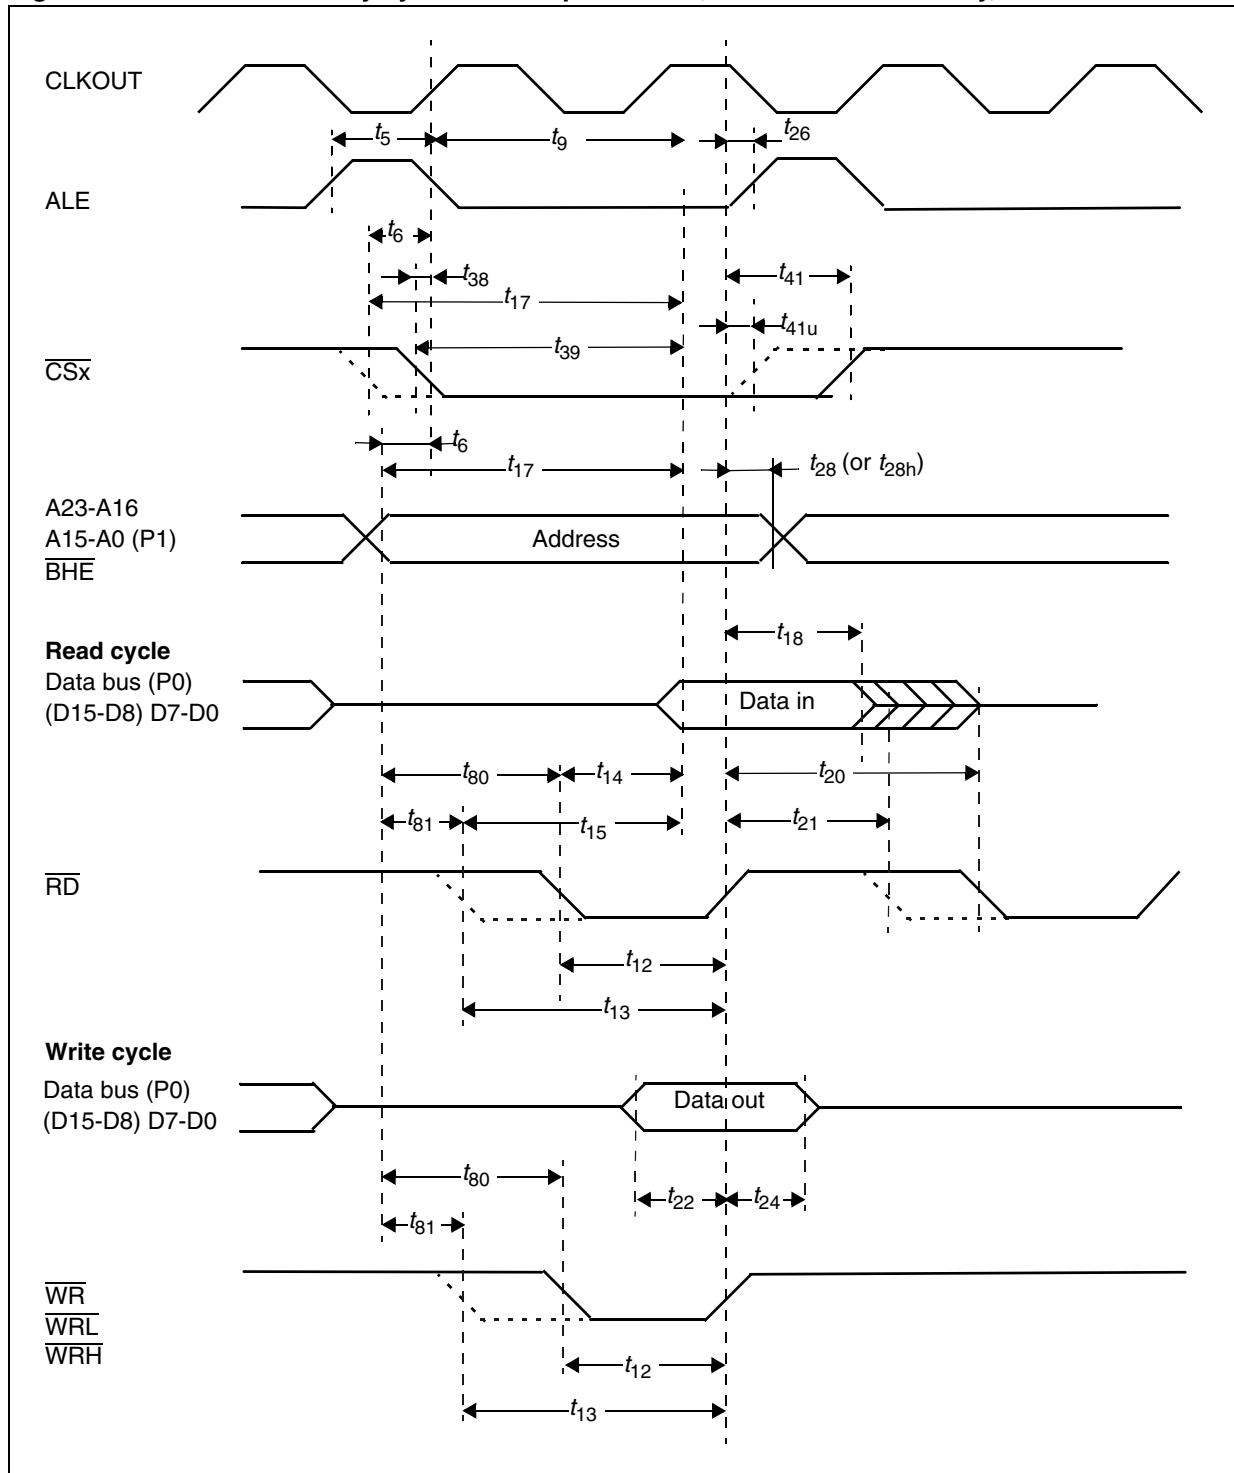 CLKOUT
t5 t9 t26
ALE
t6
t38 t41
t17
t41u
t39
CSx
t6
t17 t28 (or t28h)
A23-A16
A15-A0 (P1) Address
BHE
t18
Read cycle
Data bus (P0) Data in
(D15-D8) D7-D0
t80 t14 t20
t81 t15 t21
RD
t12
t13
Write cycle
Data bus (P0) Data out
(D15-D8) D7-D0
t80
t22 t24
t81
WR
WRL
WRH
t12
t13